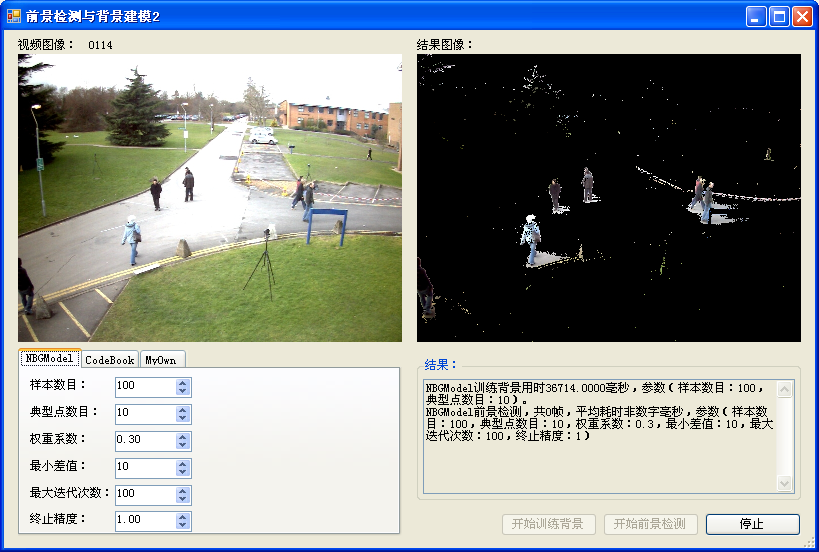 前景检测与背景建模2
视频图像： 0114
结果图像：
NBGModel CodeBook MyOwn
样本数目： 100
典型点数目： 10
权重系数： 0.30
最小差值： 10
最大迭代次数： 100
终止精度： 1.00
结果：
NBGModel训练背景用时36714.0000毫秒，参数（样本数目：100，
典型点数目：10）。
NBGModel前景检测，共0帧，平均耗时非数字毫秒，参数（样本数
目：100，典型点数目：10，权重系数：0.3，最小差值：10，最大
迭代次数：100，终止精度：1）
开始训练背景 开始前景检测 停止